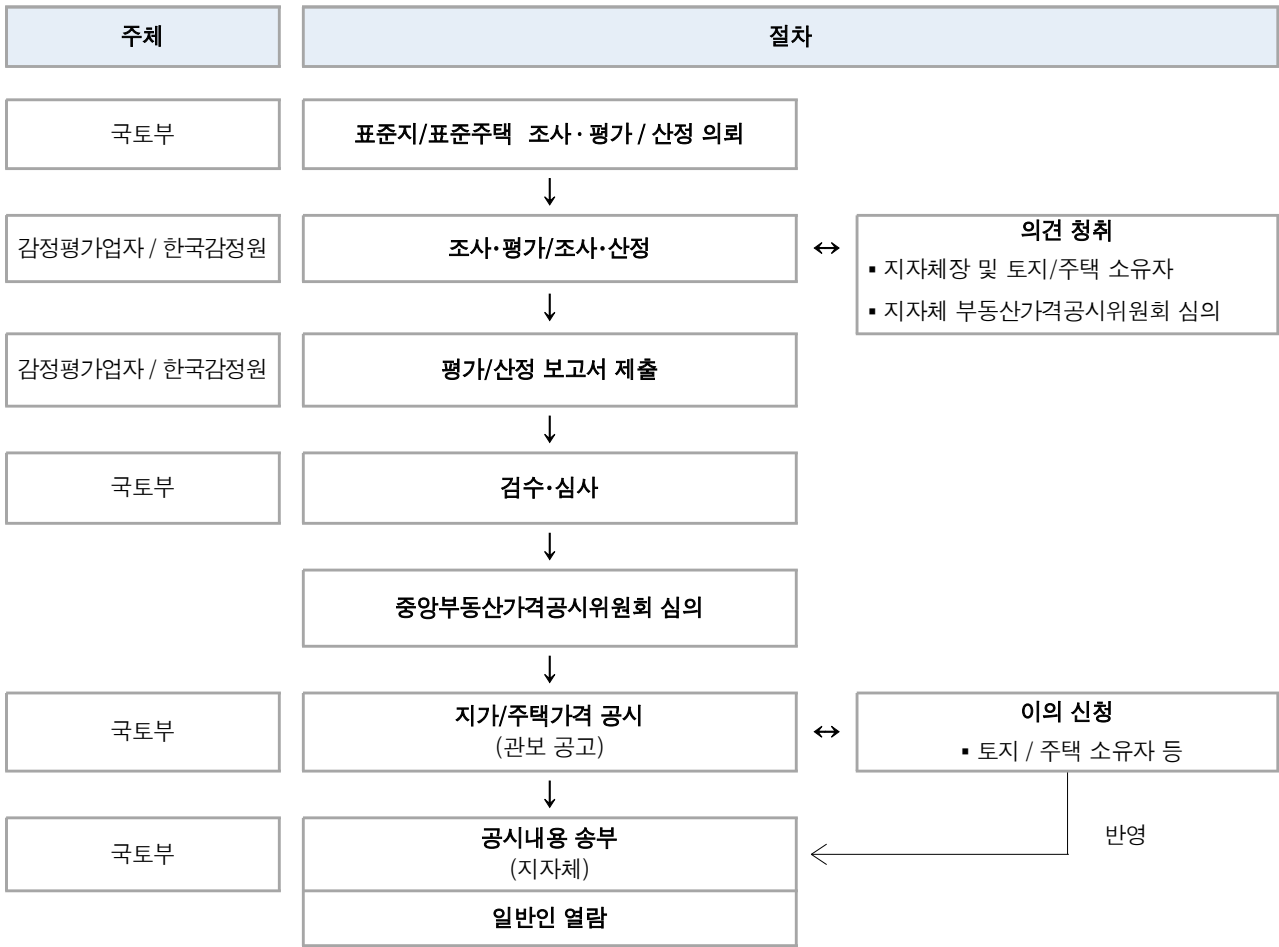 주체
절차
국토부
표준지/표준주택 조사 · 평가 / 산정 의뢰
↓
감정평가업자 / 한국감정원
조사·평가/조사·산정
↔
의견 청취
▪ 지자체장 및 토지/주택 소유자
▪ 지자체 부동산가격공시위원회 심의
↓
감정평가업자 / 한국감정원
평가/산정 보고서 제출
↓
국토부
검수·심사
↓
중앙부동산가격공시위원회 심의
↓
국토부
지가/주택가격 공시
(관보 공고)
↔
이의 신청
▪ 토지 / 주택 소유자 등
↓
반영
국토부
공시내용 송부
(지자체)
일반인 열람